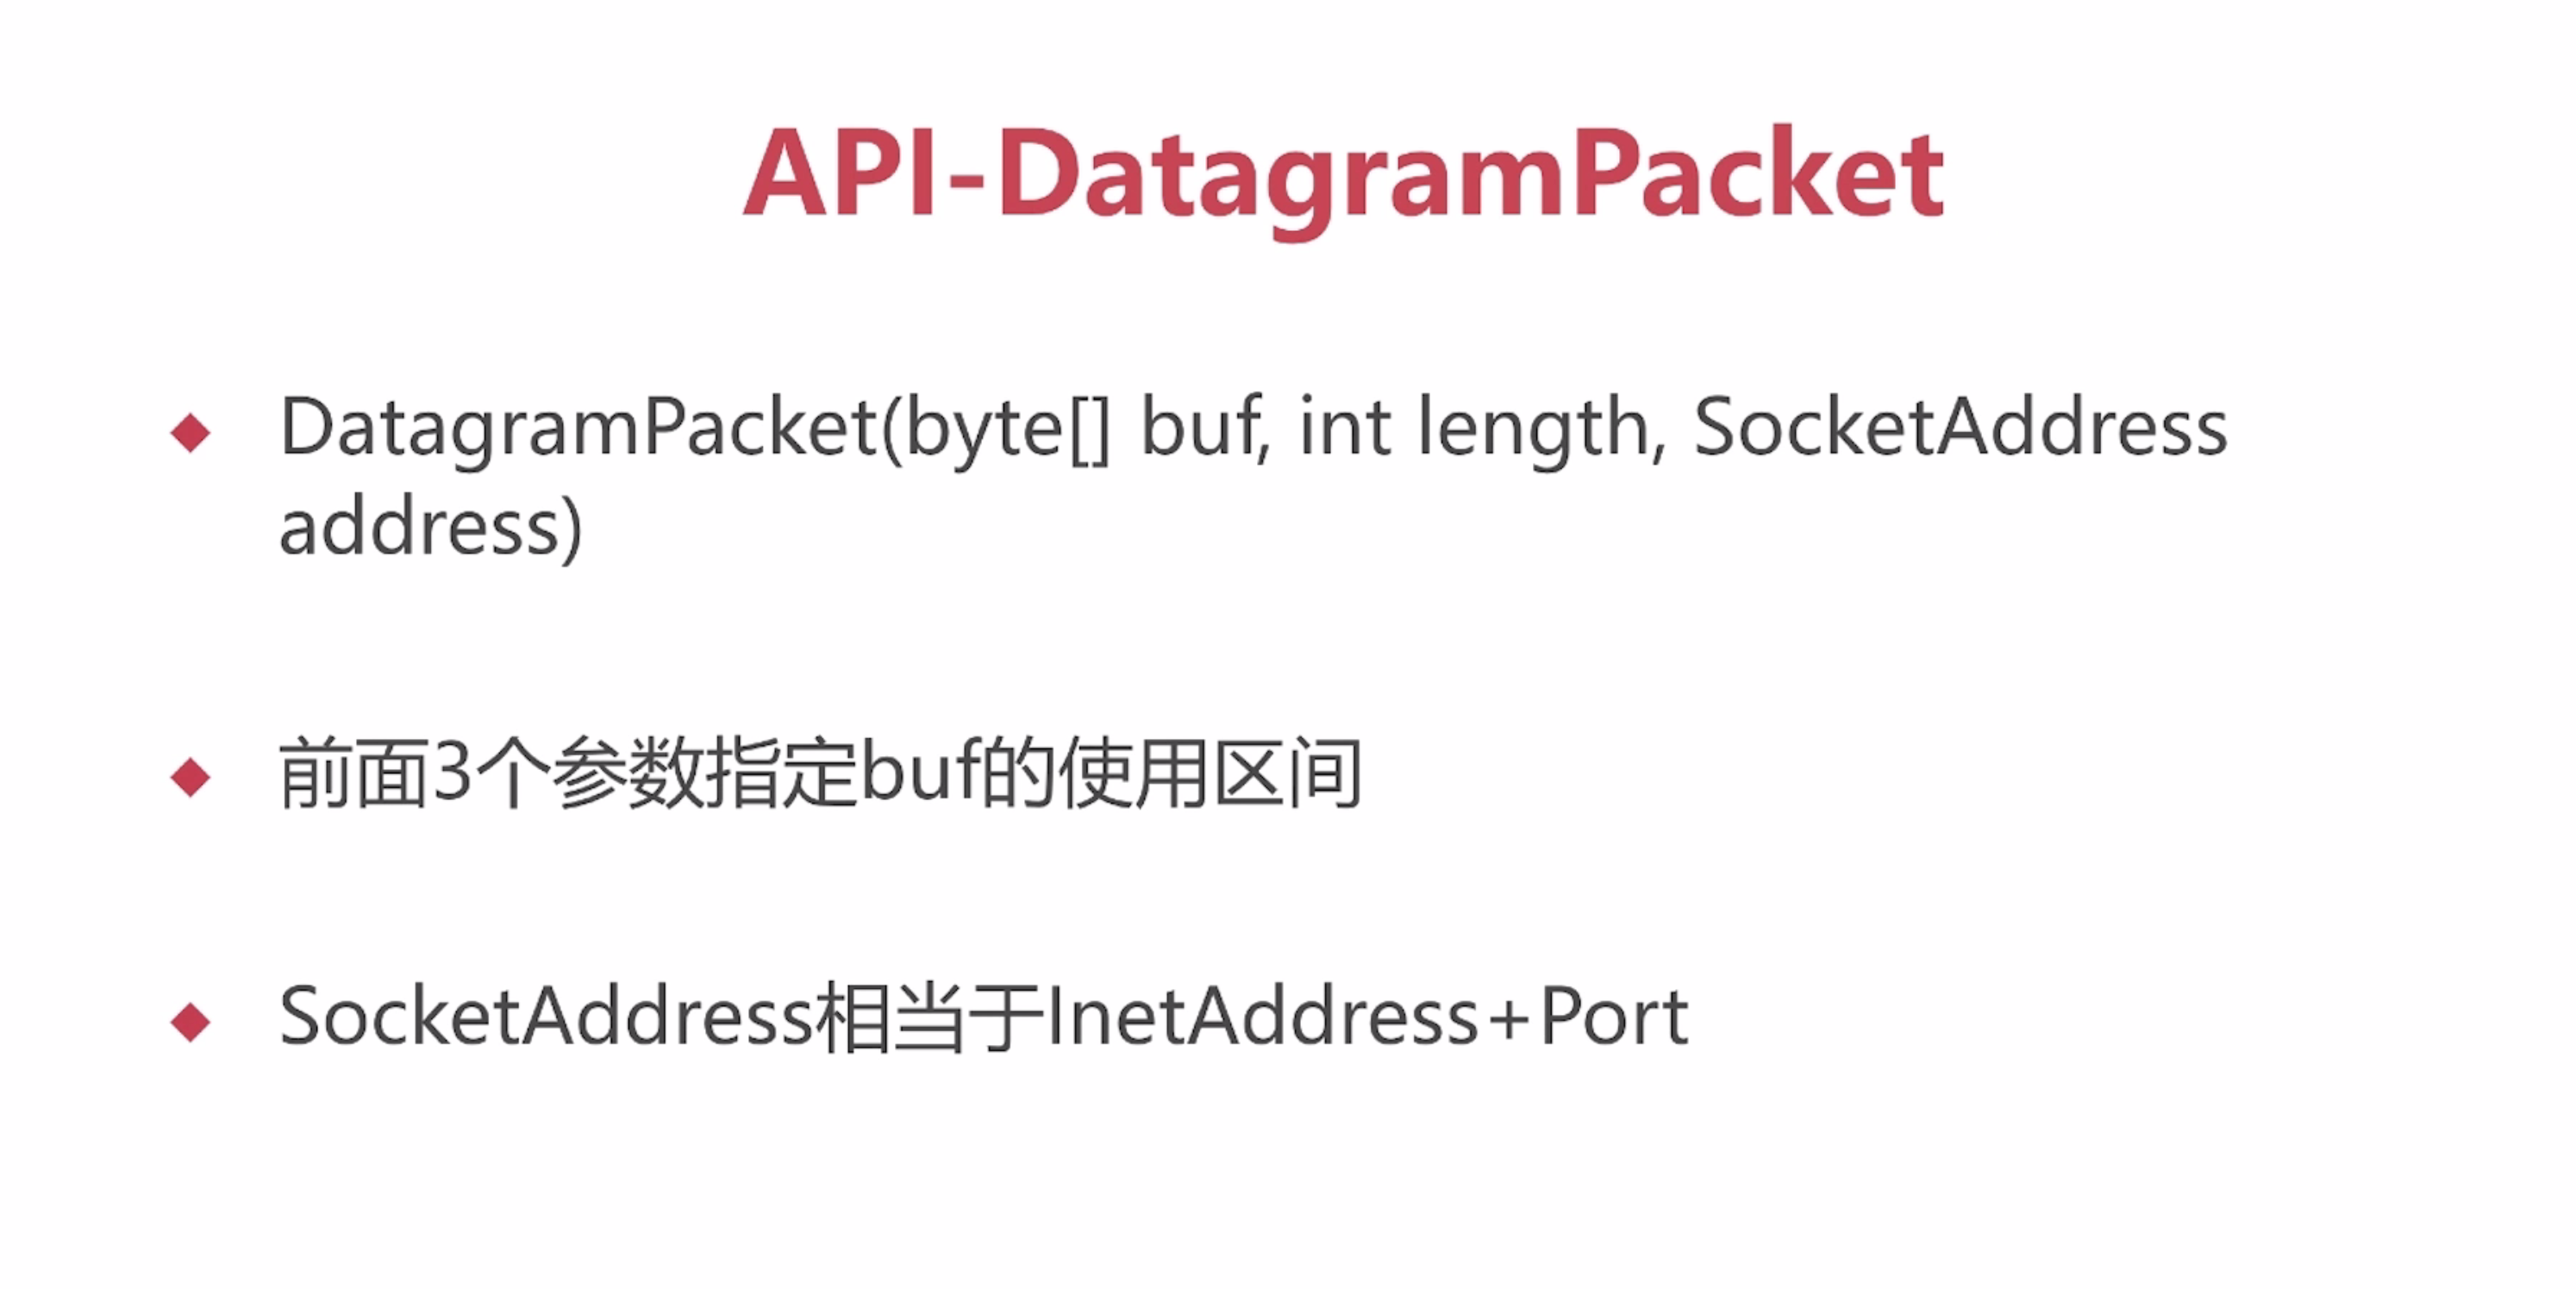 API-DatagramPacket
DatagramPacket(byte[] buf, int length, SocketAddress
address)
前面3个参数指定buf的使用区间
SocketAddress相当于InetAddress+Port